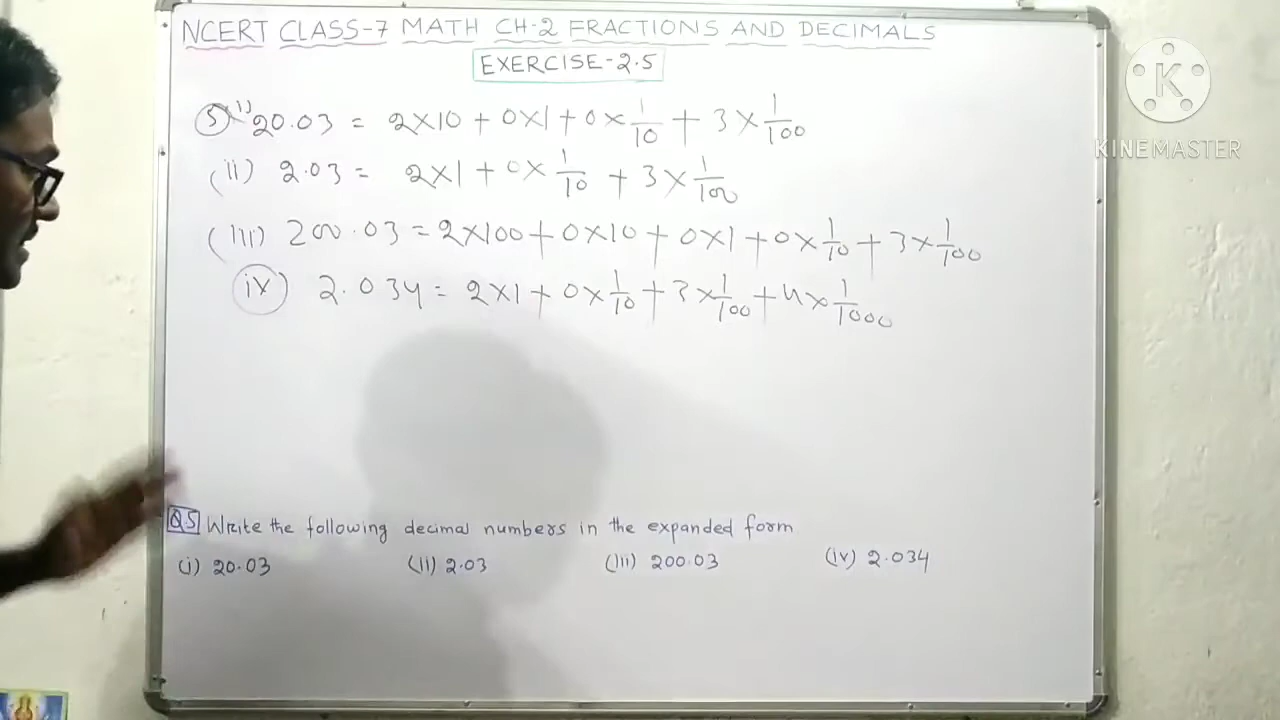 NCERT CLASS-7 MATH CH-2 FRACTIONS AND DECIMALS
EXERCISE-2.5
K
KINEMASTER
5 (i) 20.03 = 2×10 + 0×1 + 0×1/10 + 3×1/100
(ii) 2.03 = 2×1 + 0×1/10 + 3×1/100
(iii) 200.03 = 2×100 + 0×10 + 0×1 + 0×1/10 + 3×1/100
iv) 2.034 = 2×1 + 0×1/10 + 3×1/100 + 4×1/1000
Q5 Write the following decimal numbers in the expanded form
(i) 20.03 (ii) 2.03 (iii) 200.03 (iv) 2.034